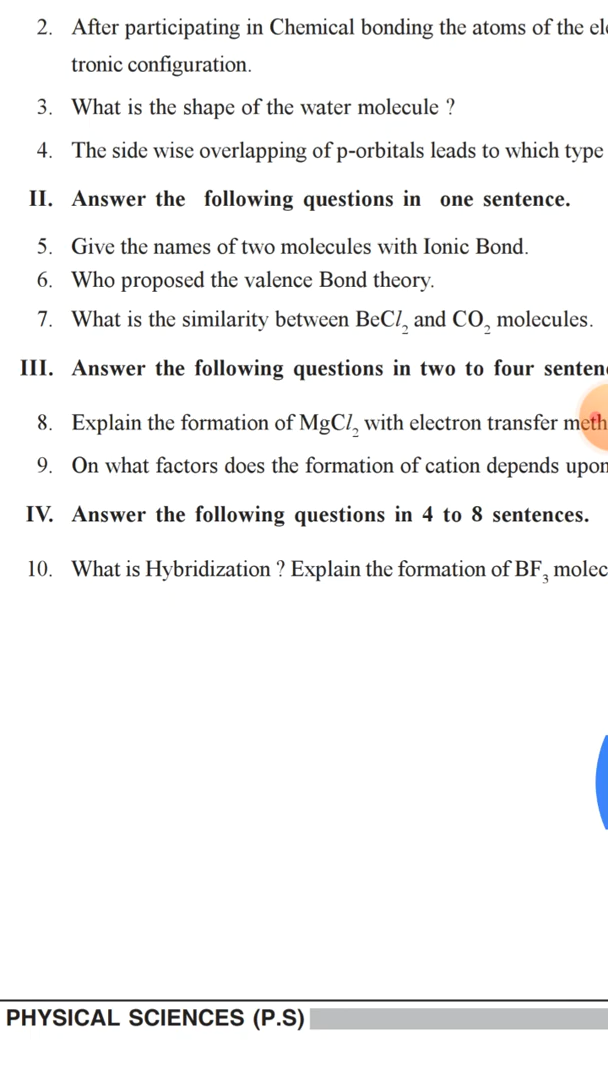 2. After participating in Chemical bonding the atoms of the
tronic configuration.
3. What is the shape of the water molecule ?
4. The side wise overlapping of p-orbitals leads to which type
II. Answer the following questions in one sentence.
5. Give the names of two molecules with Ionic Bond.
6. Who proposed the valence Bond theory.
7. What is the similarity between BeCl₂ and CO₂ molecules.
III. Answer the following questions in two to four
8. Explain the formation of MgCl₂ with electron transfer
9. On what factors does the formation of cation depends upon
IV. Answer the following questions in 4 to 8 sentences.
10. What is Hybridization ? Explain the formation of BF₃
PHYSICAL SCIENCES (P.S)